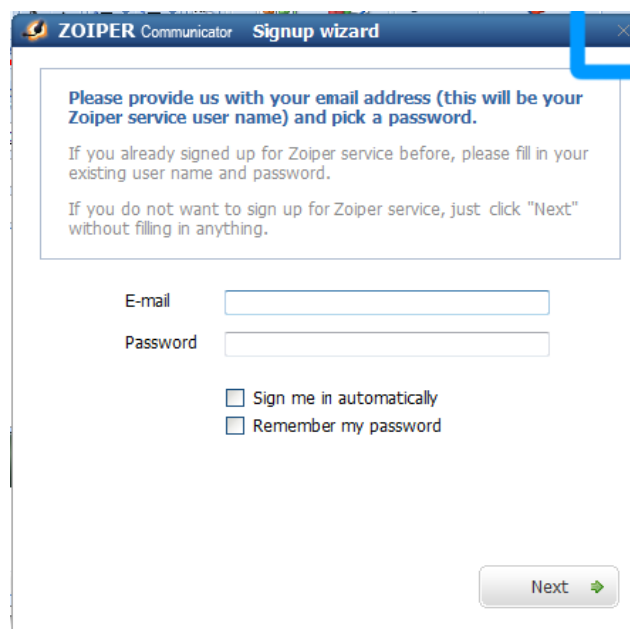 ZOIPER Communicator Signup wizard
Please provide us with your email address (this will be your
Zoiper service user name) and pick a password.
If you already signed up for Zoiper service before, please fill in your
existing user name and password.
If you do not want to sign up for Zoiper service, just click "Next"
without filling in anything.
E-mail
Password
Sign me in automatically
Remember my password
Next